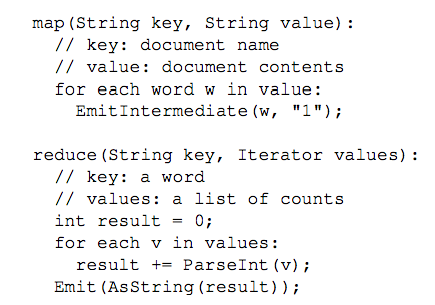 map(String key, String value):
// key: document name
// value: document contents
for each word w in value:
EmitIntermediate(w, "1");
reduce(String key, Iterator values):
// key: a word
// values: a list of counts
int result = 0;
for each v in values:
result += ParseInt(v);
Emit(AsString(result));